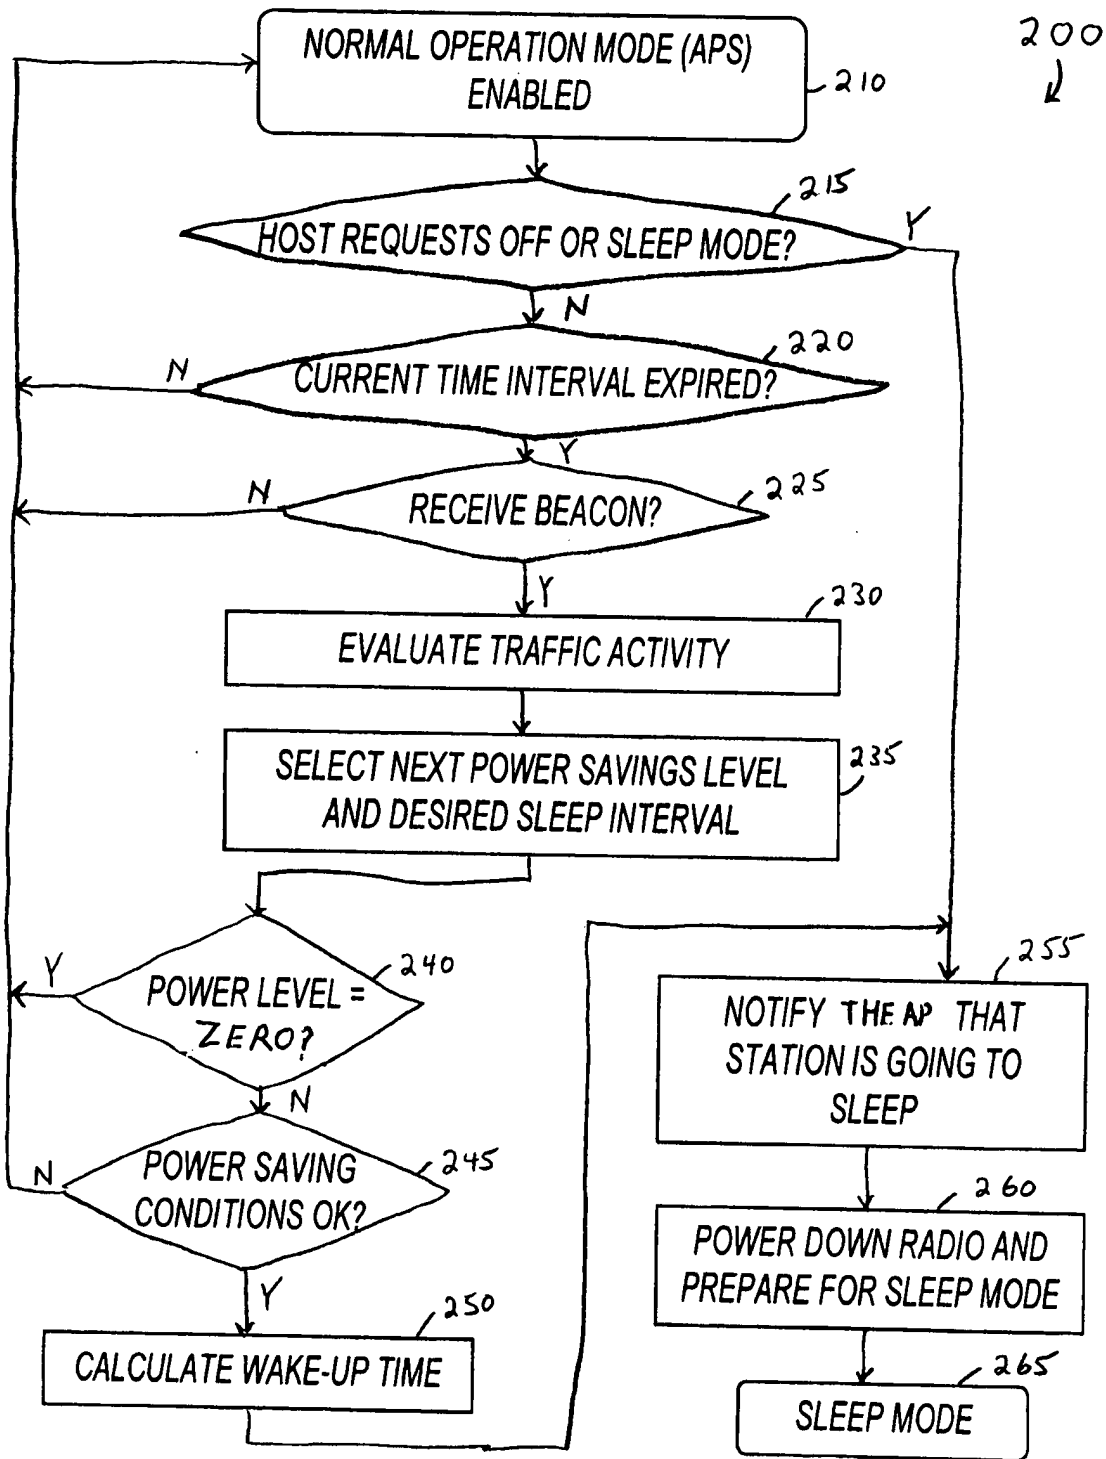 200
NORMAL OPERATION MODE (APS)
ENABLED
210
215
HOST REQUESTS OFF OR SLEEP MODE?
Y
N
220
CURRENT TIME INTERVAL EXPIRED?
N
Y
225
RECEIVE BEACON?
N
Y
230
EVALUATE TRAFFIC ACTIVITY
235
SELECT NEXT POWER SAVINGS LEVEL
AND DESIRED SLEEP INTERVAL
240
POWER LEVEL =
ZERO?
Y
N
245
POWER SAVING
CONDITIONS OK?
N
Y
250
CALCULATE WAKE-UP TIME
255
NOTIFY THE AP THAT
STATION IS GOING TO
SLEEP
260
POWER DOWN RADIO AND
PREPARE FOR SLEEP MODE
265
SLEEP MODE